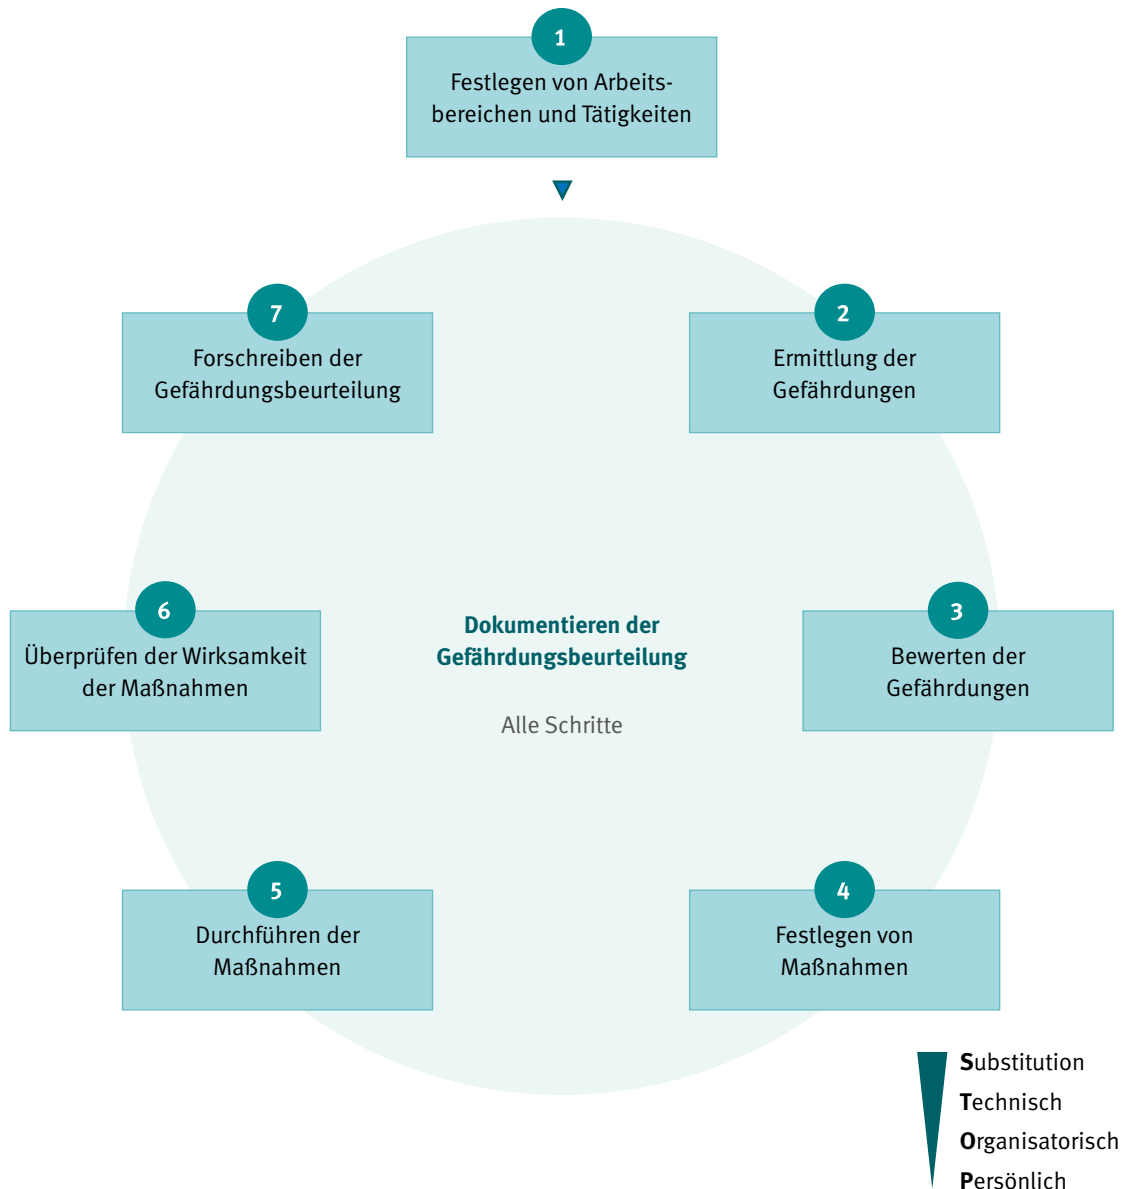 1
Festlegen von Arbeits-
bereichen und Tätigkeiten
2
Ermittlung der
Gefährdungen
3
Bewerten der
Gefährdungen
4
Festlegen von
Maßnahmen
Substitution
Technisch
Organisatorisch
Persönlich
5
Durchführen der
Maßnahmen
6
Überprüfen der Wirksamkeit
der Maßnahmen
7
Forschreiben der
Gefährdungsbeurteilung
Dokumentieren der
Gefährdungsbeurteilung
Alle Schritte